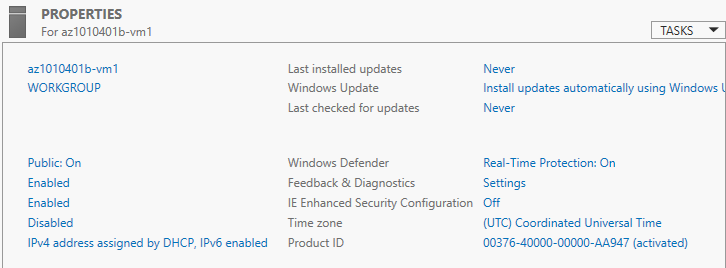 PROPERTIES
For az1010401b-vm1
TASKS
az1010401b-vm1 Last installed updates Never
WORKGROUP Windows Update Install updates automatically using Windows U
Last checked for updates Never
Public: On Windows Defender Real-Time Protection: On
Enabled Feedback & Diagnostics Settings
Enabled IE Enhanced Security Configuration Off
Disabled Time zone (UTC) Coordinated Universal Time
IPv4 address assigned by DHCP, IPv6 enabled Product ID 00376-40000-00000-AA947 (activated)